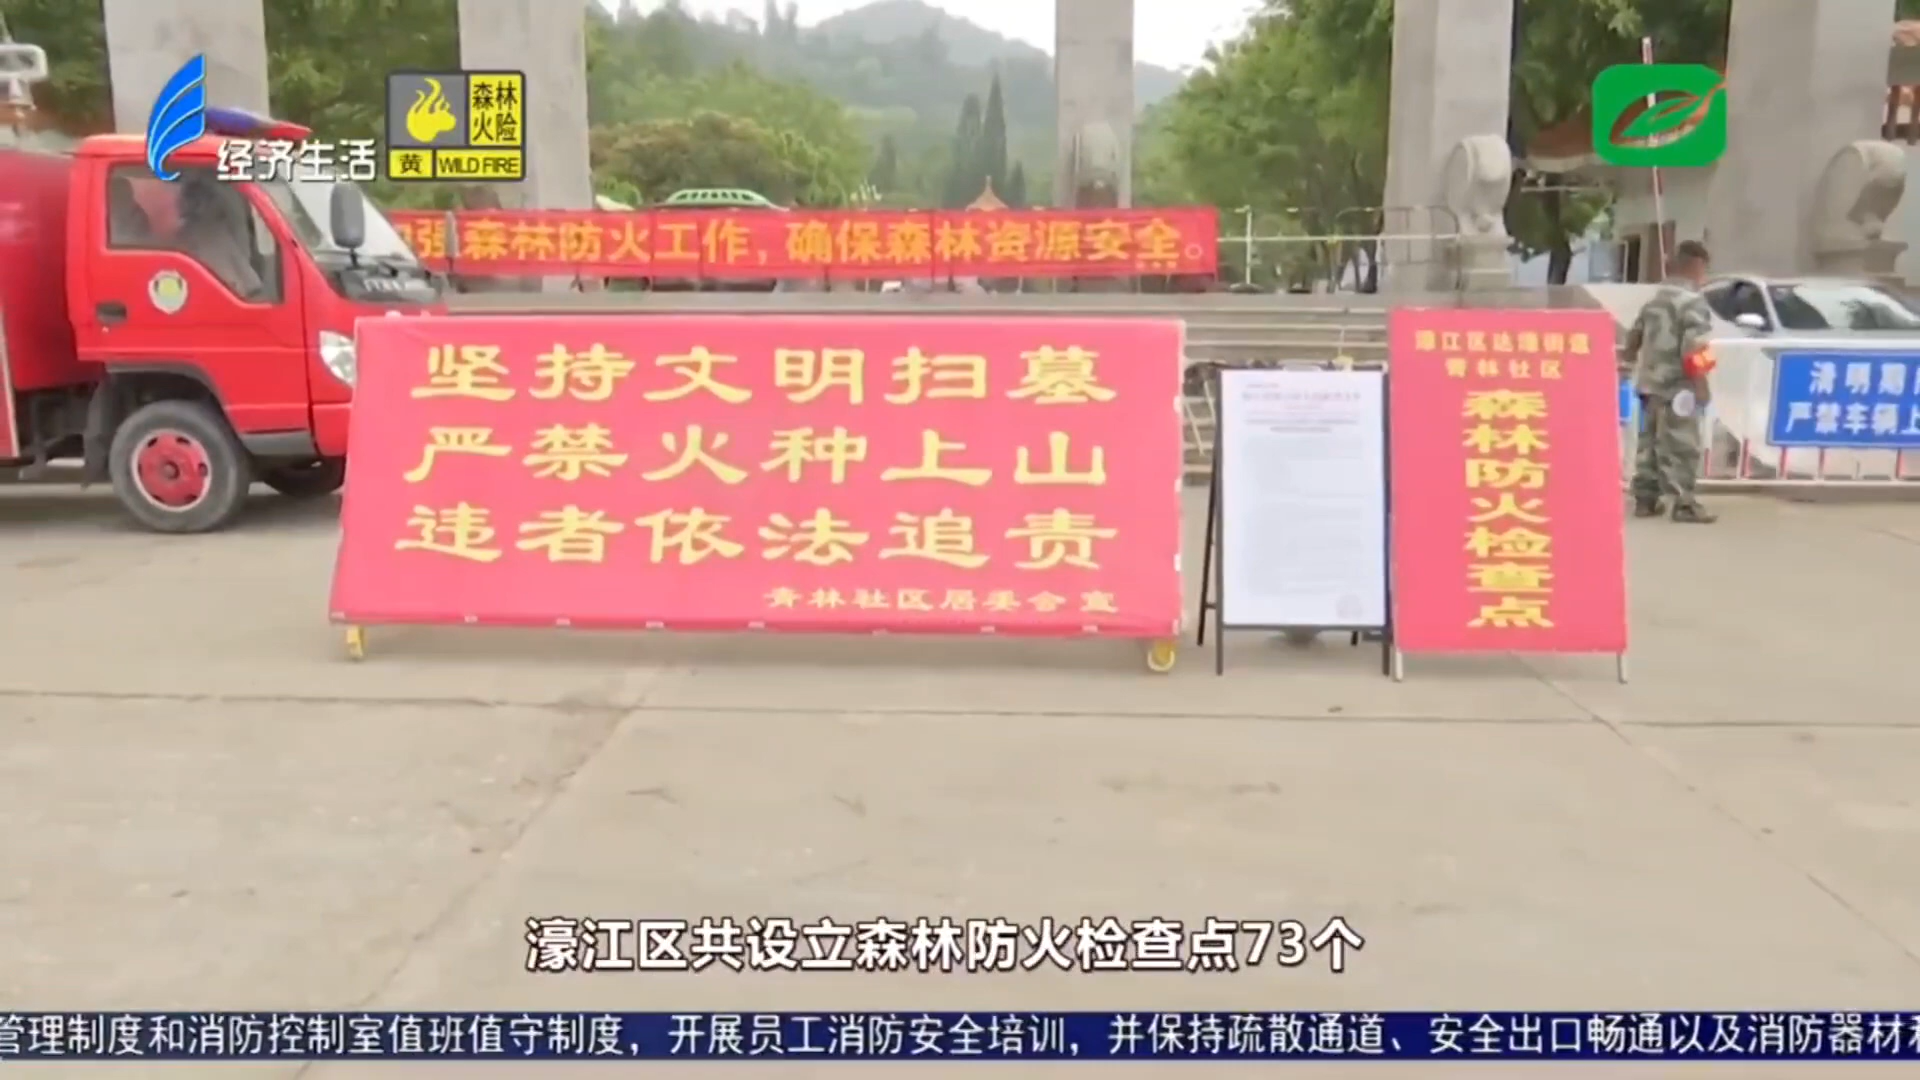 经济生活
森林
火险
黄
WILD FIRE
强森林防火工作，确保森林资源安全。
坚持文明扫墓
严禁火种上山
违者依法追责
青林社区居委会 宣
濠江区达濠街道
青林社区
森林防火检查点
清明期
严禁车辆上
濠江区共设立森林防火检查点73个
管理制度和消防控制室值班值守制度，开展员工消防安全培训，并保持疏散通道、安全出口畅通以及消防器材